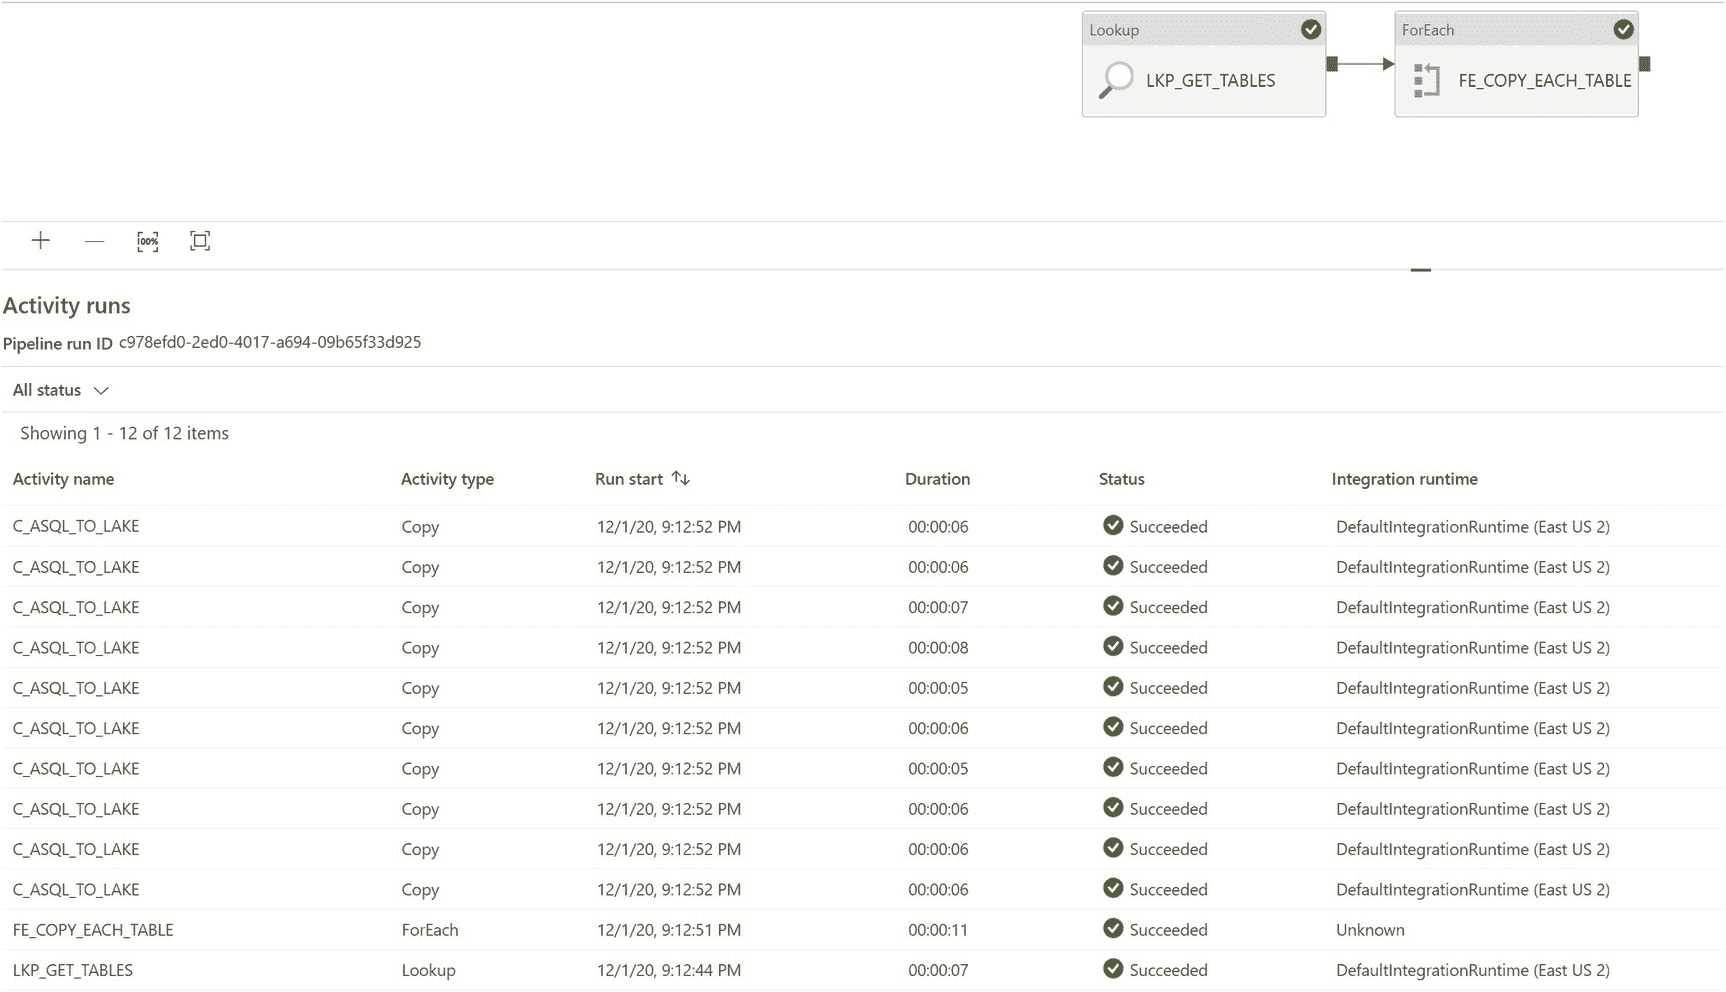 Lookup
LKP_GET_TABLES
ForEach
FE_COPY_EACH_TABLE
100%
Activity runs
Pipeline run ID c978efd0-2ed0-4017-a694-09b65f33d925
All status
Showing 1 - 12 of 12 items
Activity name Activity type Run start Duration Status Integration runtime
C_ASQL_TO_LAKE Copy 12/1/20, 9:12:52 PM 00:00:06 Succeeded DefaultIntegrationRuntime (East US 2)
C_ASQL_TO_LAKE Copy 12/1/20, 9:12:52 PM 00:00:06 Succeeded DefaultIntegrationRuntime (East US 2)
C_ASQL_TO_LAKE Copy 12/1/20, 9:12:52 PM 00:00:07 Succeeded DefaultIntegrationRuntime (East US 2)
C_ASQL_TO_LAKE Copy 12/1/20, 9:12:52 PM 00:00:08 Succeeded DefaultIntegrationRuntime (East US 2)
C_ASQL_TO_LAKE Copy 12/1/20, 9:12:52 PM 00:00:05 Succeeded DefaultIntegrationRuntime (East US 2)
C_ASQL_TO_LAKE Copy 12/1/20, 9:12:52 PM 00:00:06 Succeeded DefaultIntegrationRuntime (East US 2)
C_ASQL_TO_LAKE Copy 12/1/20, 9:12:52 PM 00:00:05 Succeeded DefaultIntegrationRuntime (East US 2)
C_ASQL_TO_LAKE Copy 12/1/20, 9:12:52 PM 00:00:06 Succeeded DefaultIntegrationRuntime (East US 2)
C_ASQL_TO_LAKE Copy 12/1/20, 9:12:52 PM 00:00:06 Succeeded DefaultIntegrationRuntime (East US 2)
C_ASQL_TO_LAKE Copy 12/1/20, 9:12:52 PM 00:00:06 Succeeded DefaultIntegrationRuntime (East US 2)
FE_COPY_EACH_TABLE ForEach 12/1/20, 9:12:51 PM 00:00:11 Succeeded Unknown
LKP_GET_TABLES Lookup 12/1/20, 9:12:44 PM 00:00:07 Succeeded DefaultIntegrationRuntime (East US 2)